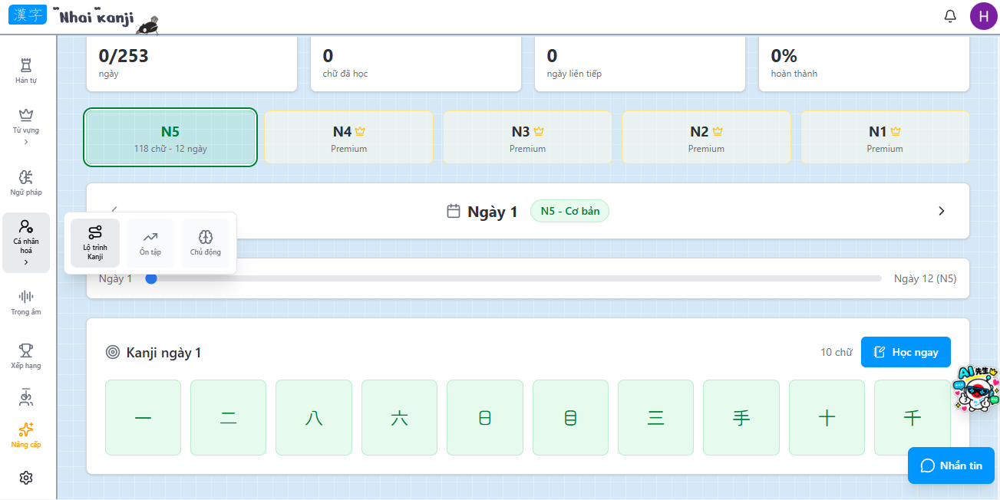 漢字
"Nhai kanji"
H
0/253
ngày
0
chữ đã học
0
ngày liên tiếp
0%
hoàn thành
Hán tự
Từ vựng
Ngữ pháp
Cá nhân
hoá
Trọng âm
Xếp hạng
Nâng cấp
N5
118 chữ - 12 ngày
N4
Premium
N3
Premium
N2
Premium
N1
Premium
Ngày 1
N5 - Cơ bản
Lộ trình
Kanji
Ôn tập
Chủ động
Ngày 1
Ngày 12 (N5)
Kanji ngày 1
10 chữ
Học ngay
一 二 八 六 日 目 三 手 十 千
AI先生
Nhắn tin